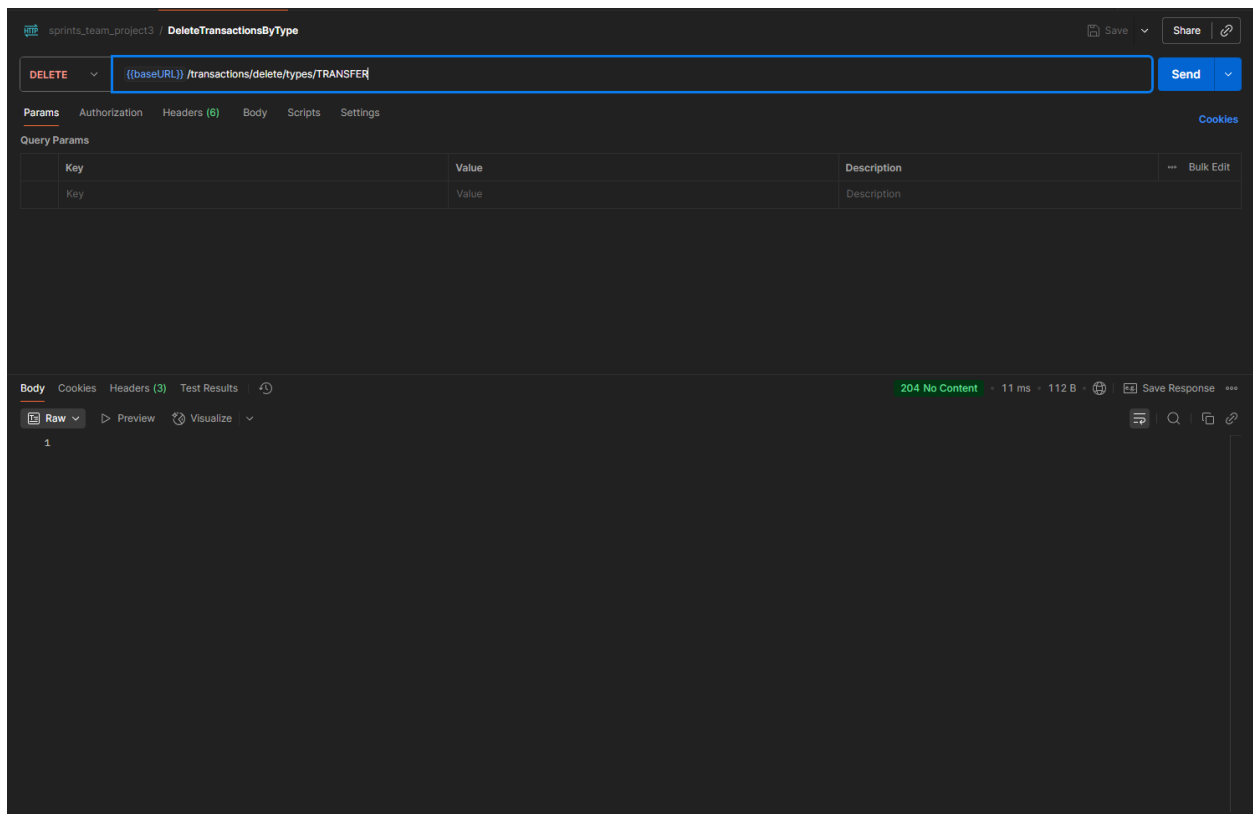 HTTP sprints_team_project3 / DeleteTransactionsByType Save Share
DELETE {{baseURL}} /transactions/delete/types/TRANSFER Send
Params Authorization Headers (6) Body Scripts Settings Cookies
Query Params
Key Value Description ••• Bulk Edit
Key Value Description
Body Cookies Headers (3) Test Results 204 No Content • 11 ms • 112 B • e.g. Save Response •••
Raw Preview Visualize
1